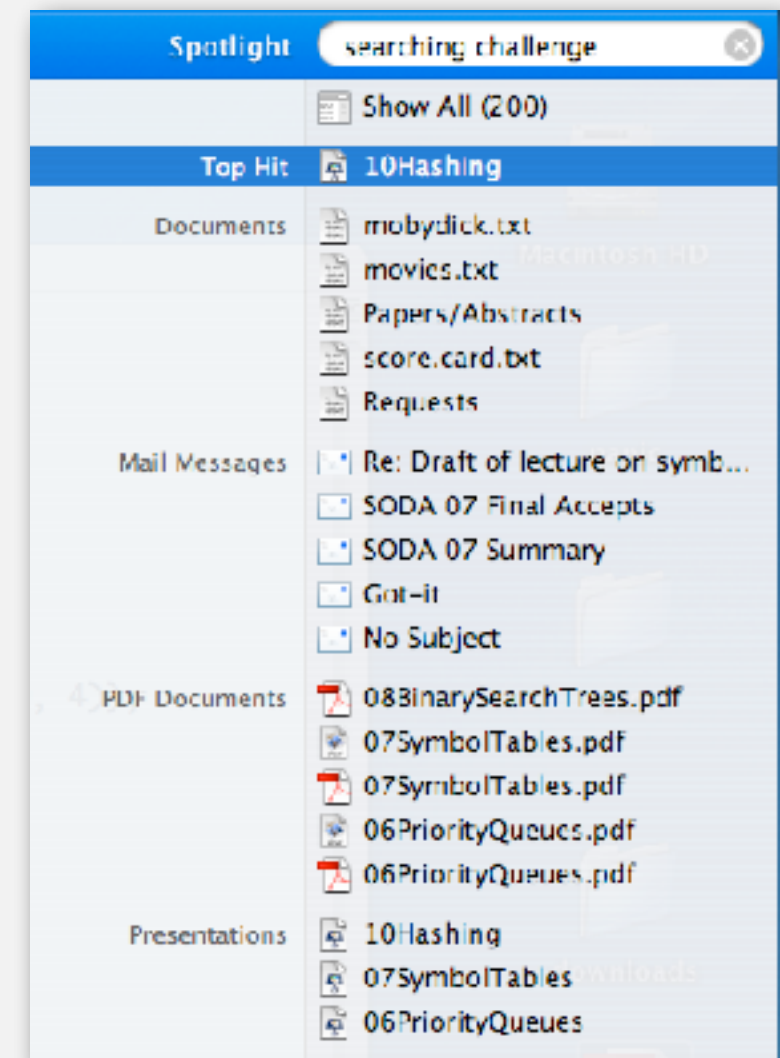 Spotlight searching challenge
Show All (200)
Top Hit 10Hashing
Documents mobydick.txt
movies.txt
Papers/Abstracts
score.card.txt
Requests
Mail Messages Re: Draft of lecture on symb...
SODA 07 Final Accepts
SODA 07 Summary
Got-it
No Subject
PDF Documents 08BinarySearchTrees.pdf
07SymbolTables.pdf
07SymbolTables.pdf
06PriorityQueues.pdf
06PriorityQueues.pdf
Presentations 10Hashing
07SymbolTables
06PriorityQueues
Macintosh HD